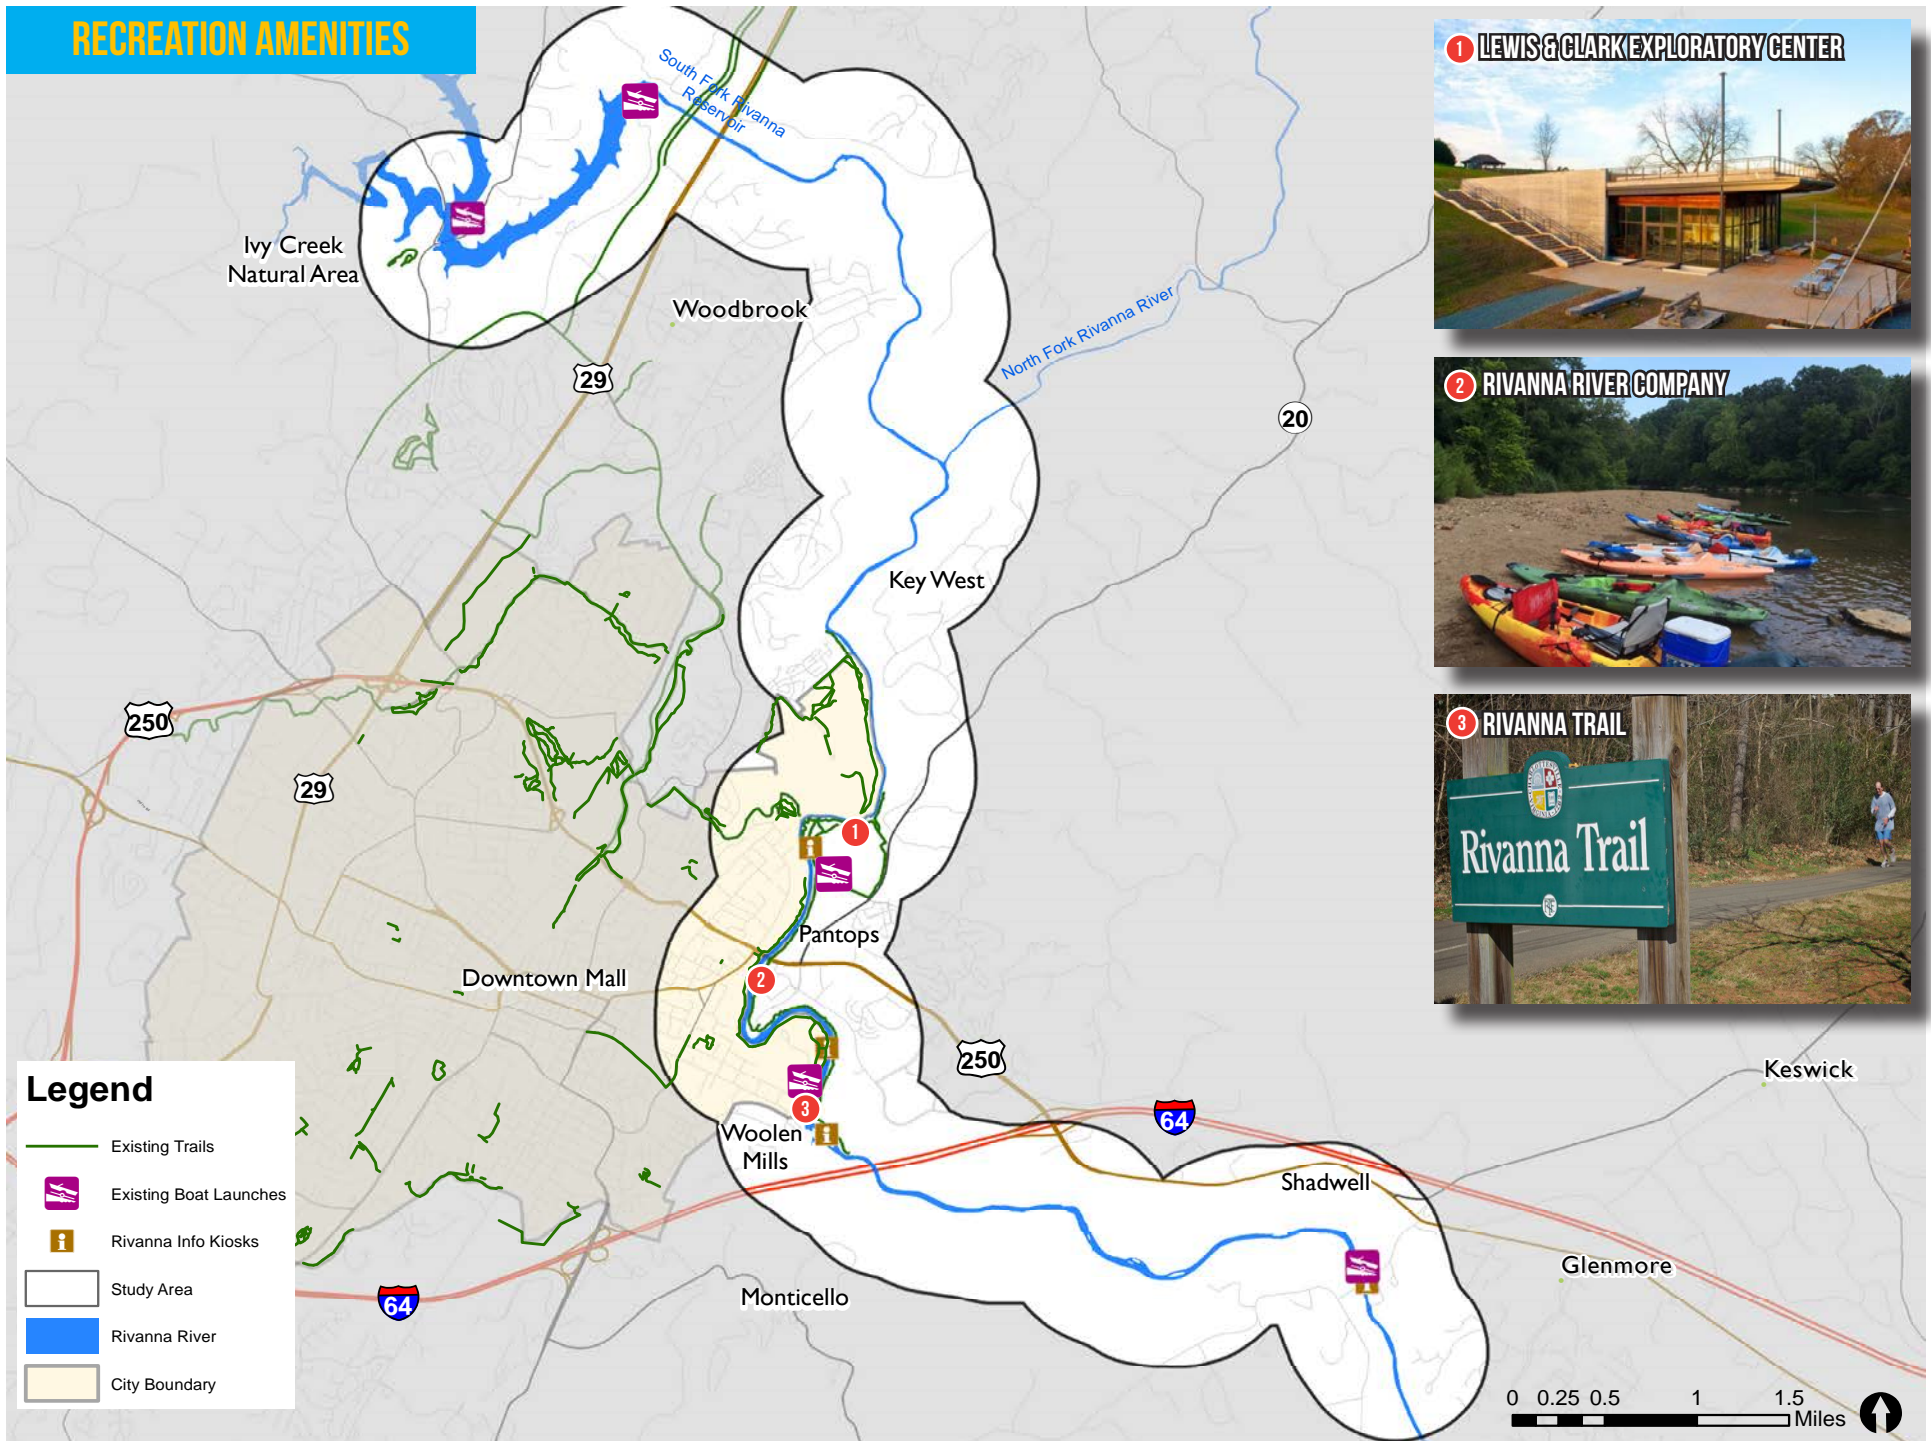 RECREATION AMENITIES
South Fork Rivanna
Reservoir
Ivy Creek
Natural Area
Woodbrook
29
North Fork Rivanna River
20
Key West
250
29
1
Pantops
2
Downtown Mall
250
3
Woolen
Mills
64
Keswick
Shadwell
Glenmore
Monticello
64
1 LEWIS & CLARK EXPLORATORY CENTER
2 RIVANNA RIVER COMPANY
3 RIVANNA TRAIL
Rivanna Trail
Legend
Existing Trails
Existing Boat Launches
Rivanna Info Kiosks
Study Area
Rivanna River
City Boundary
0 0.25 0.5 1 1.5
Miles